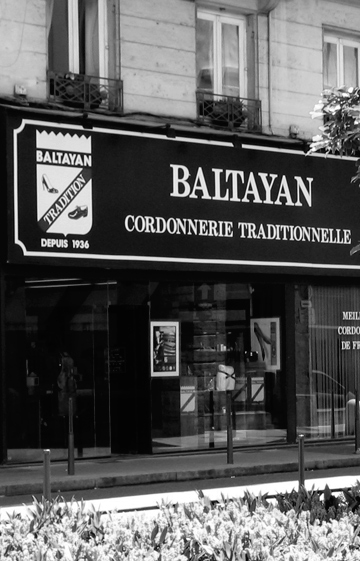 BALTAYAN
TRADITION
DEPUIS 1936
BALTAYAN
CORDONNERIE TRADITIONNELLE